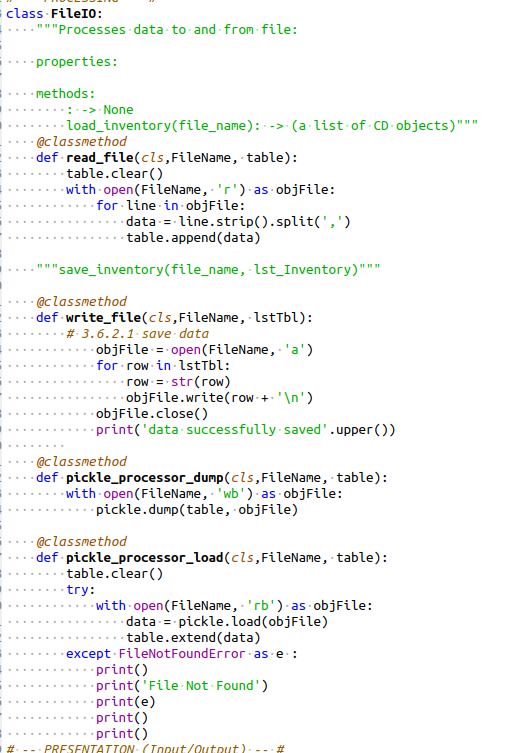 class FileIO:
    """Processes data to and from file:

    properties:

    methods:
        : -> None
        load_inventory(file_name): -> (a list of CD objects)"""
    @classmethod
    def read_file(cls,FileName, table):
        table.clear()
        with open(FileName, 'r') as objFile:
            for line in objFile:
                data = line.strip().split(',')
                table.append(data)

    """save_inventory(file_name, lst_Inventory)"""

    @classmethod
    def write_file(cls,FileName, lstTbl):
        # 3.6.2.1 save data
            objFile = open(FileName, 'a')
            for row in lstTbl:
                row = str(row)
                objFile.write(row + '\n')
            objFile.close()
            print('data successfully saved'.upper())

    @classmethod
    def pickle_processor_dump(cls,FileName, table):
        with open(FileName, 'wb') as objFile:
            pickle.dump(table, objFile)

    @classmethod
    def pickle_processor_load(cls,FileName, table):
        table.clear()
        try:
            with open(FileName, 'rb') as objFile:
                data = pickle.load(objFile)
                table.extend(data)
        except FileNotFoundError as e :
            print()
            print('File Not Found')
            print(e)
            print()
            print()
# -- PRESENTATION (Input/Output) -- #